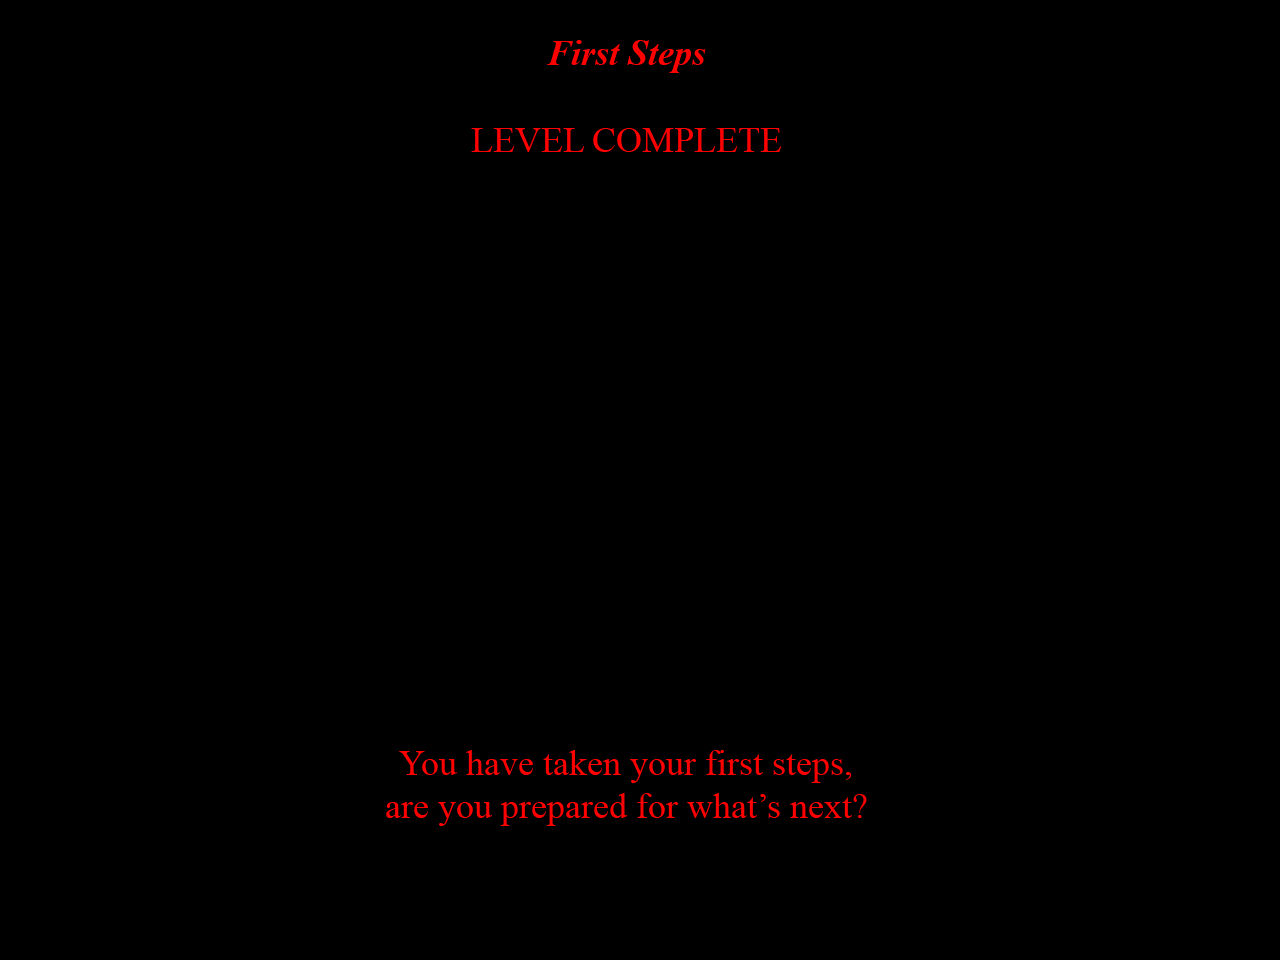 First Steps
LEVEL COMPLETE
You have taken your first steps,
are you prepared for what’s next?